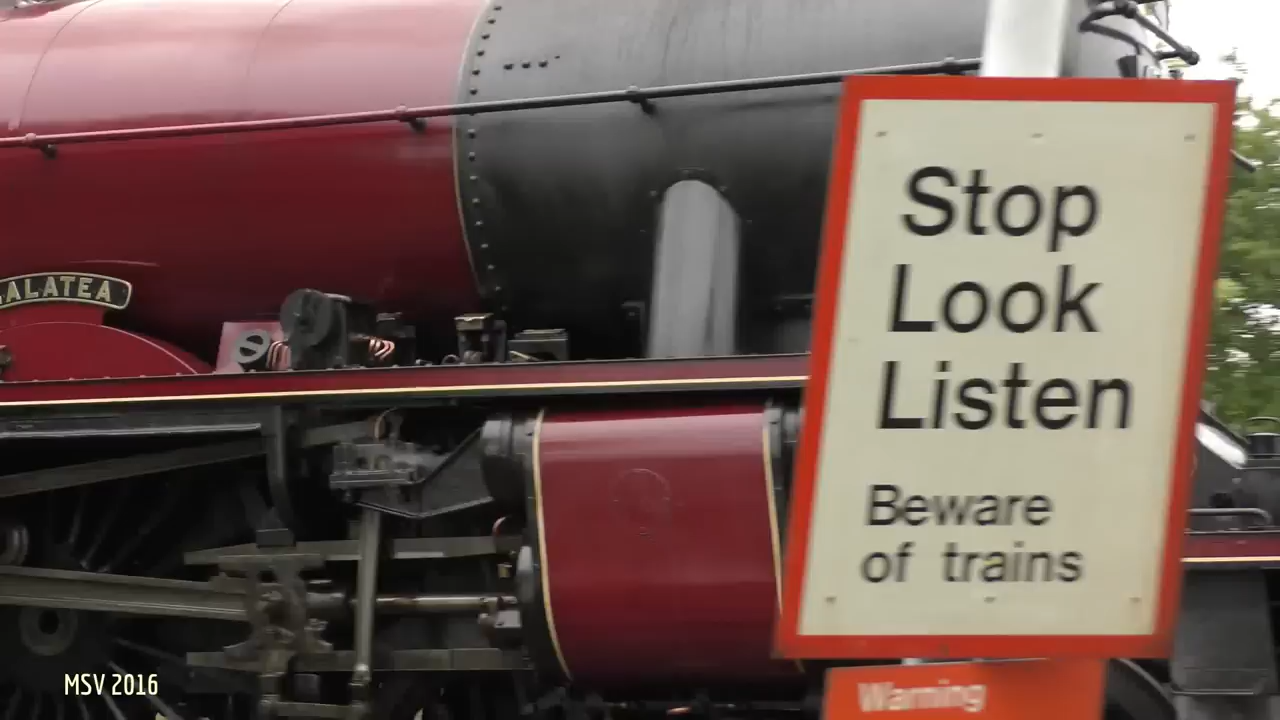 ALATEA
Stop
Look
Listen
Beware
of trains
Warning
MSV 2016